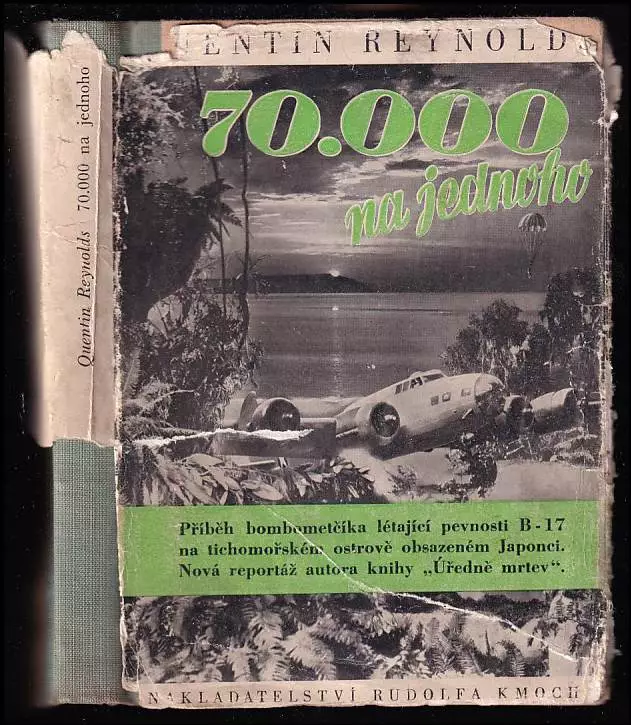 UENTIN REYNOLD
70.000
na jednoho
Příběh bombometčíka létající pevnosti B-17
na tichomořském ostrově obsazeném Japonci.
Nová reportáž autora knihy „Úředně mrtev“.
NAKLADATELSTVÍ RUDOLFA KMOCH
Quentin Reynolds 70.000 na jednoho